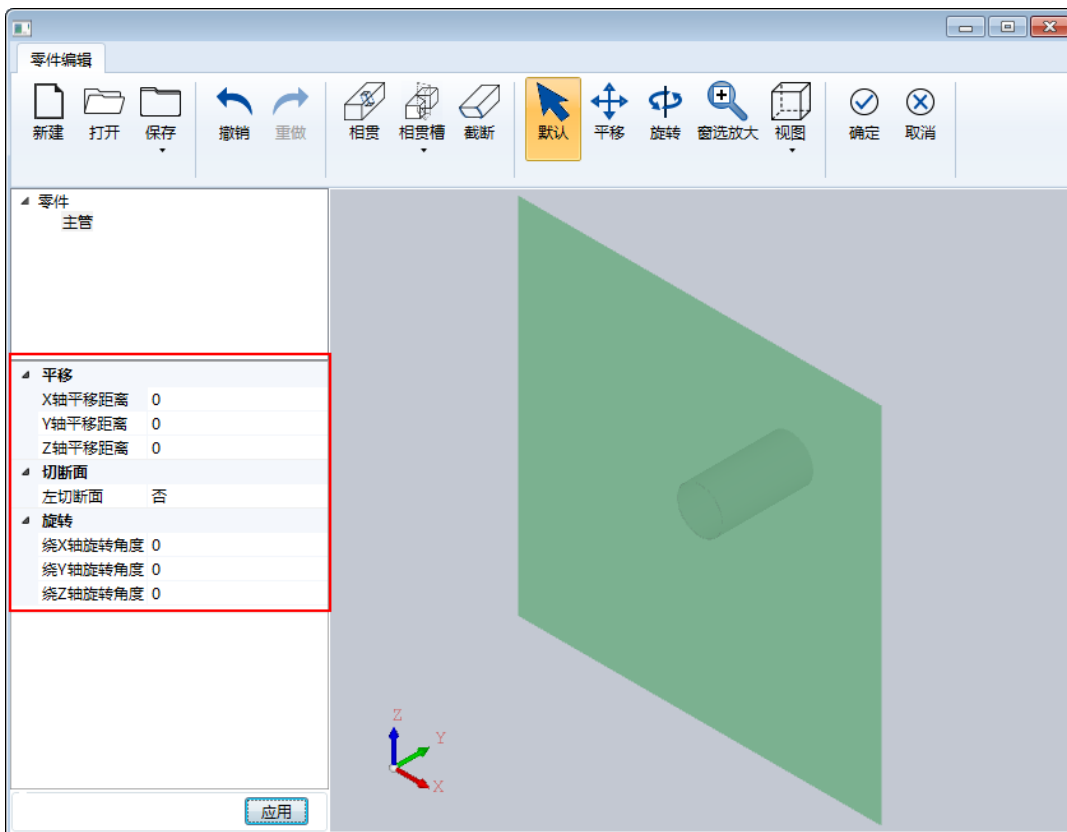 零件编辑
新建 打开 保存 撤销 重做 相贯 相贯槽 截断 默认 平移 旋转 窗选放大 视图 确定 取消
零件
主管
平移
X轴平移距离 0
Y轴平移距离 0
Z轴平移距离 0
切断面
左切断面 否
旋转
绕X轴旋转角度 0
绕Y轴旋转角度 0
绕Z轴旋转角度 0
Z
Y
X
应用